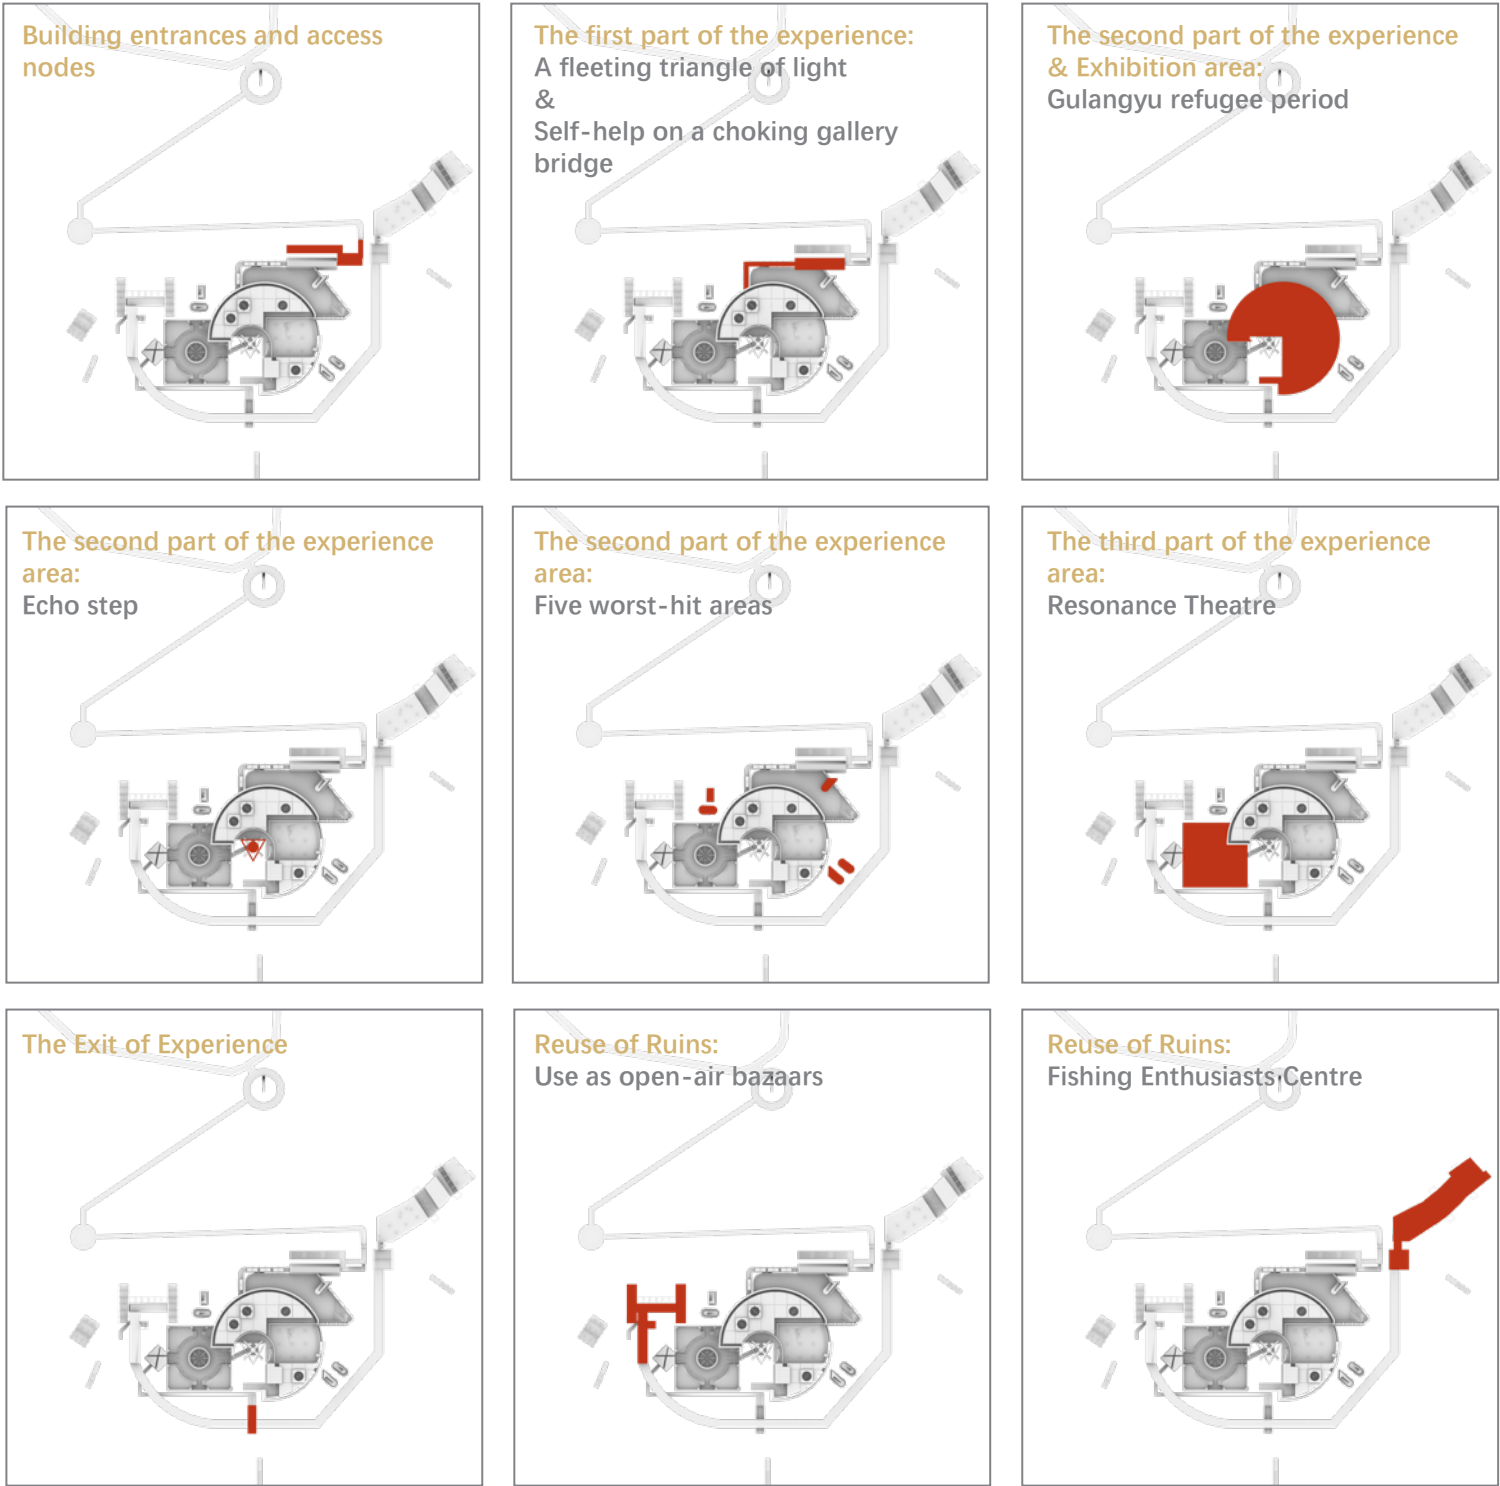 Building entrances and access
nodes
The first part of the experience:
A fleeting triangle of light
&
Self-help on a choking gallery
bridge
The second part of the experience
& Exhibition area:
Gulangyu refugee period
The second part of the experience
area:
Echo step
The second part of the experience
area:
Five worst-hit areas
The third part of the experience
area:
Resonance Theatre
The Exit of Experience
Reuse of Ruins:
Use as open-air bazaars
Reuse of Ruins:
Fishing Enthusiasts Centre